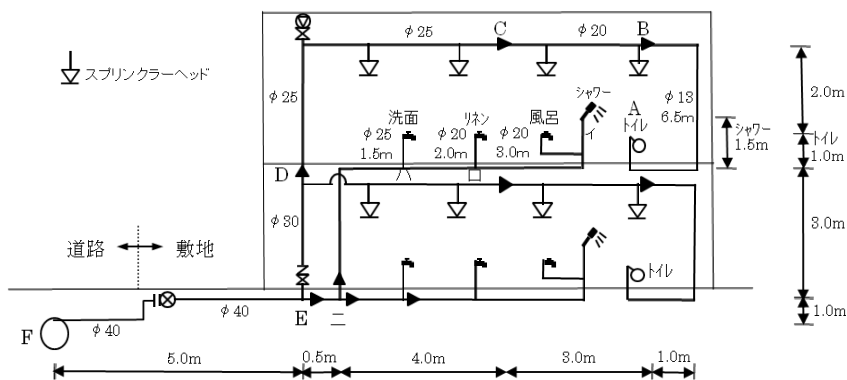 φ25
C
φ20
B
スプリンクラーヘッド
φ25
洗面
リネン
風呂
シャワー
A
トイレ
φ13
6.5m
2.0m
シャワー
1.5m
トイレ
1.0m
φ25
1.5m
φ20
2.0m
φ20
3.0m
イ
D
ハ
ロ
φ30
3.0m
道路
敷地
トイレ
E
ニ
1.0m
F
φ40
φ40
5.0m
0.5m
4.0m
3.0m
1.0m